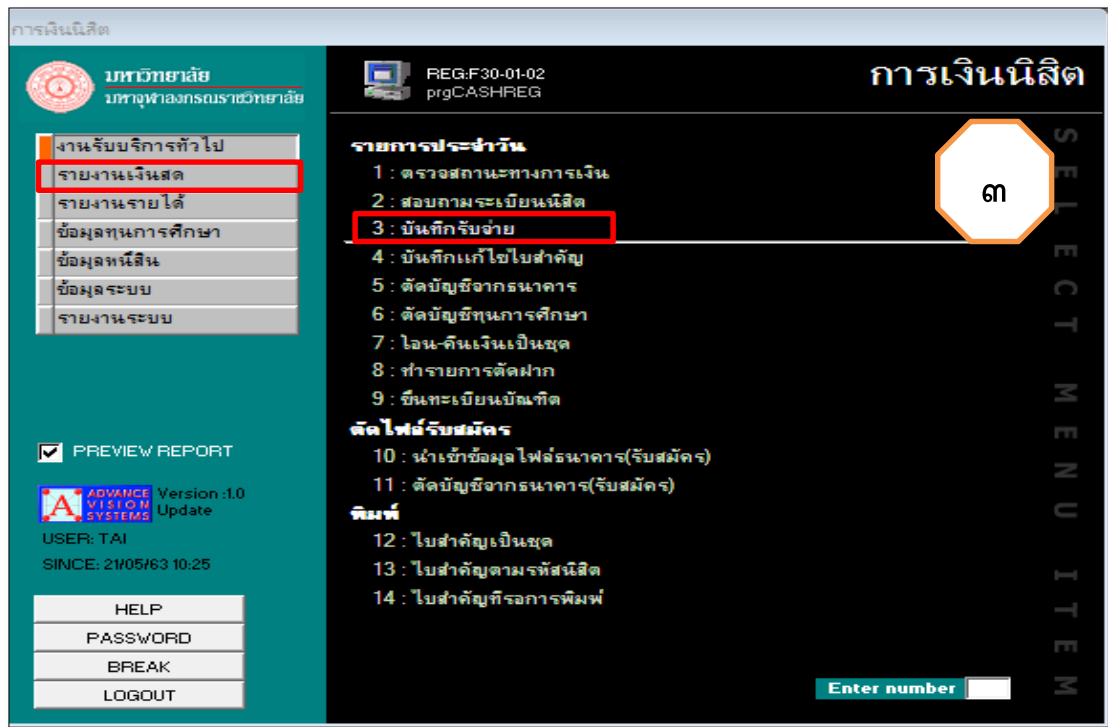 การเงินนิสิต
มหาวิทยาลัย
มหาจุฬาลงกรณราชวิทยาลัย
REG:F30-01-02
prgCASHREG
การเงินนิสิต
งานรับบริการทั่วไป
รายงานเงินสด
รายงานรายได้
ข้อมูลทุนการศึกษา
ข้อมูลหนี้สิน
ข้อมูลระบบ
รายงานระบบ
PREVIEW REPORT
ADVANCE
VISION
SYSTEMS
A
Version :1.0
Update
USER: TAI
SINCE: 21/05/63 10:25
HELP
PASSWORD
BREAK
LOGOUT
รายการประจำวัน
1 : ตรวจสถานะทางการเงิน
2 : สอบถามระเบียนนิสิต
3 : บันทึกรับจ่าย
4 : บันทึกแก้ไขใบสำคัญ
5 : ตัดบัญชีจากธนาคาร
6 : ตัดบัญชีทุนการศึกษา
7 : โอน-คืนเงินเป็นชุด
8 : ทำรายการตัดฝาก
9 : ขึ้นทะเบียนบัณฑิต
ตัดไฟล์รับสมัคร
10 : นำเข้าข้อมูลไฟล์ธนาคาร(รับสมัคร)
11 : ตัดบัญชีจากธนาคาร(รับสมัคร)
พิมพ์
12 : ใบสำคัญเป็นชุด
13 : ใบสำคัญตามรหัสนิสิต
14 : ใบสำคัญที่รอการพิมพ์
๓
SELECT MENU ITEM
Enter number